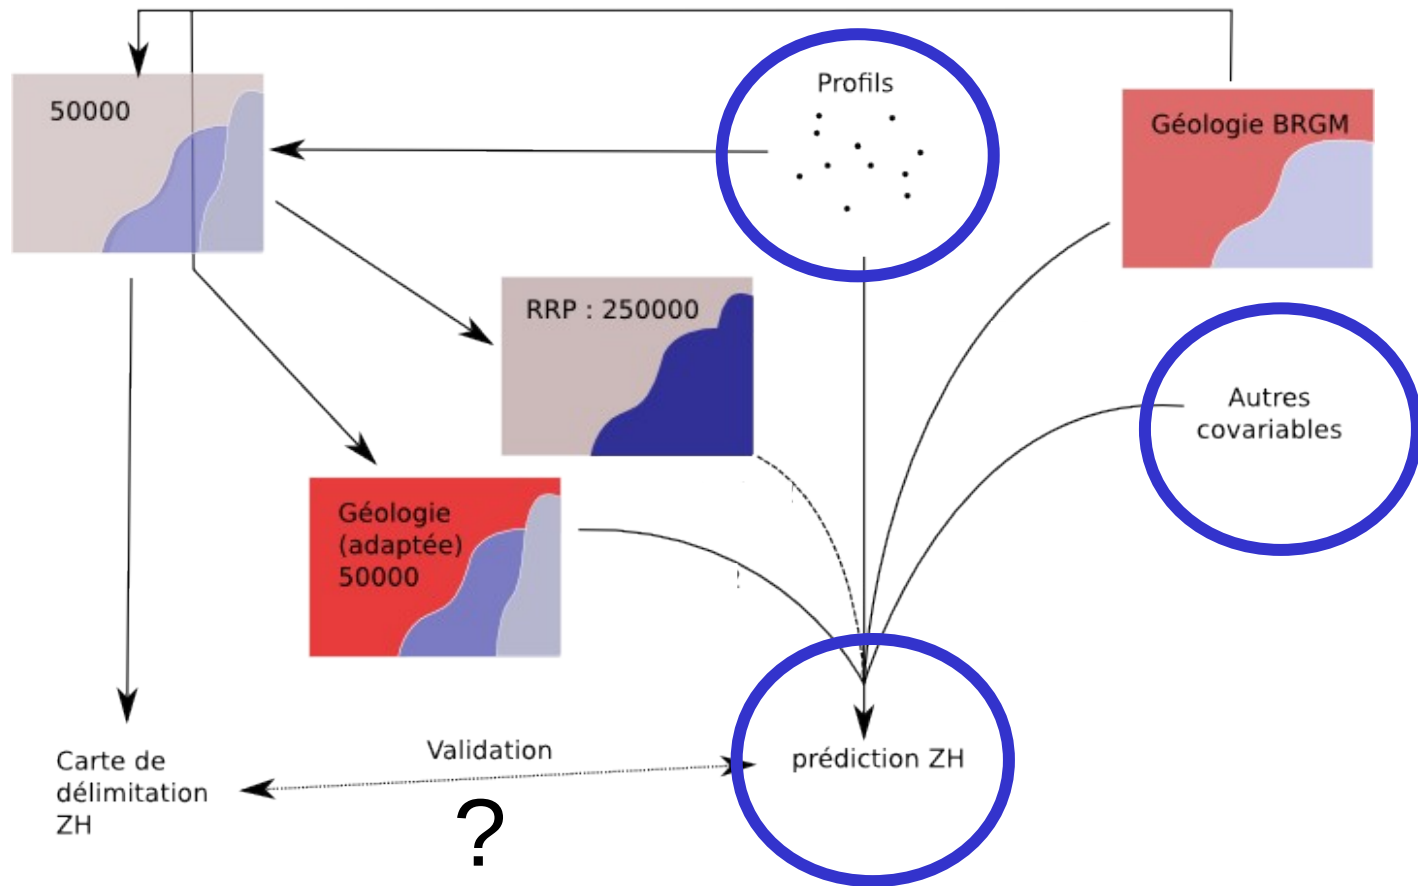 Profils
50000
Géologie BRGM
RRP : 250000
Autres
covariables
Géologie
(adaptée)
50000
Validation
prédiction ZH
Carte de
délimitation
ZH
?